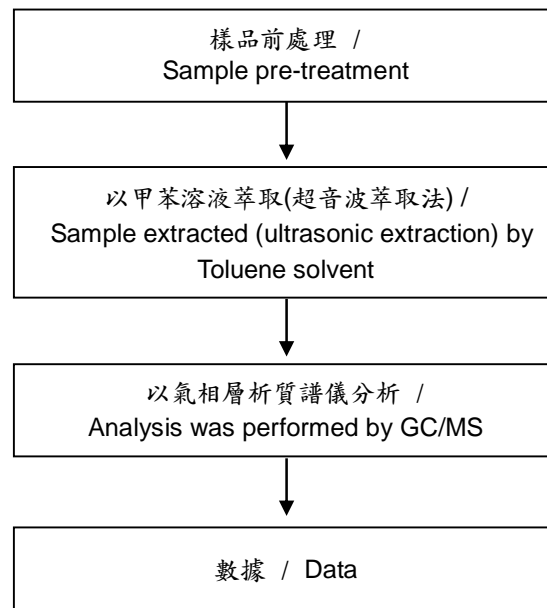 樣品前處理 /
Sample pre-treatment
以甲苯溶液萃取(超音波萃取法) /
Sample extracted (ultrasonic extraction) by
Toluene solvent
以氣相層析質譜儀分析 /
Analysis was performed by GC/MS
數據 / Data